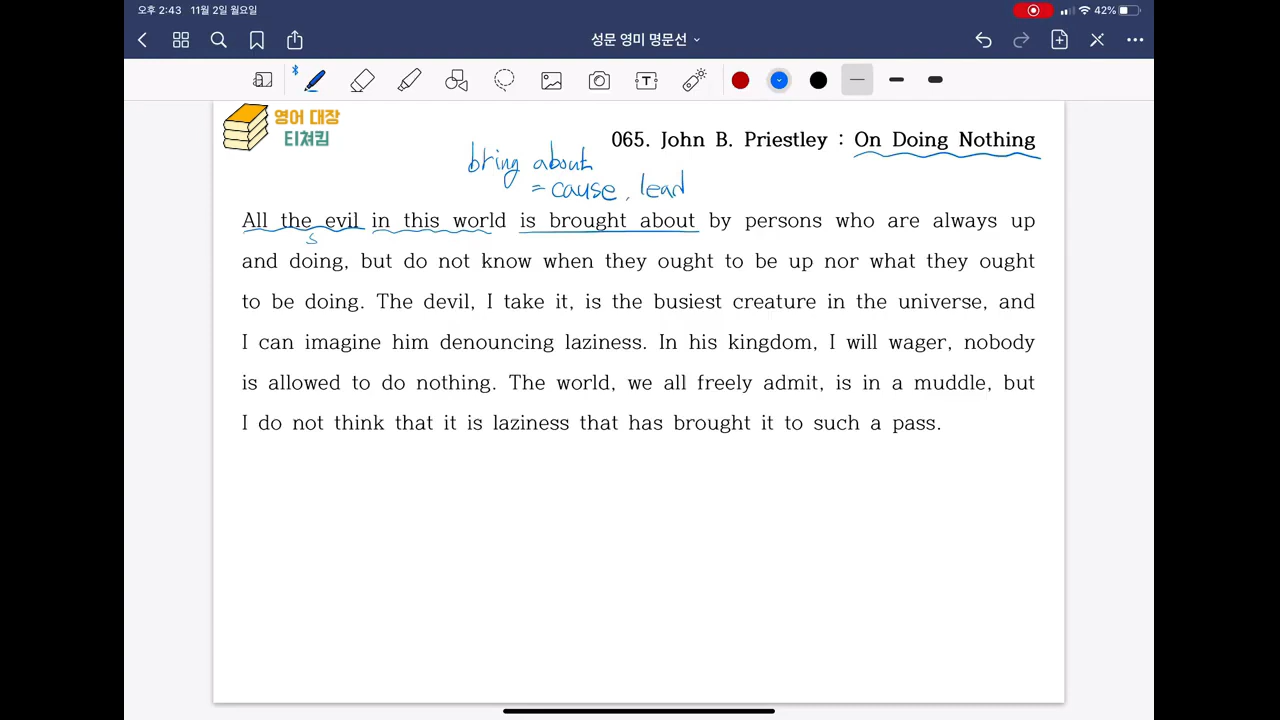 오후 2:43 11월 2일 월요일 42%
성문 영미 명문선
영어 대장
티쳐킴
065. John B. Priestley : On Doing Nothing
bring about
= cause, lead
All the evil in this world is brought about by persons who are always up
s
and doing, but do not know when they ought to be up nor what they ought
to be doing. The devil, I take it, is the busiest creature in the universe, and
I can imagine him denouncing laziness. In his kingdom, I will wager, nobody
is allowed to do nothing. The world, we all freely admit, is in a muddle, but
I do not think that it is laziness that has brought it to such a pass.